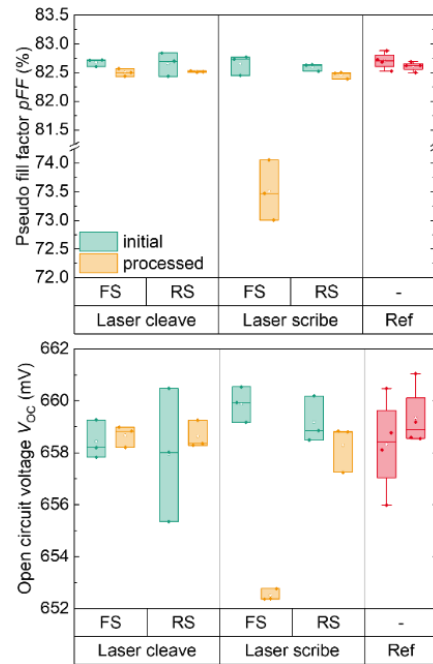 Pseudo fill factor pFF (%)
83.5
83.0
82.5
82.0
81.5
74.0
73.5
73.0
72.5
72.0
initial
processed
FS RS FS RS -
Laser cleave Laser scribe Ref
Open circuit voltage VOC (mV)
662
660
658
656
654
652
FS RS FS RS -
Laser cleave Laser scribe Ref